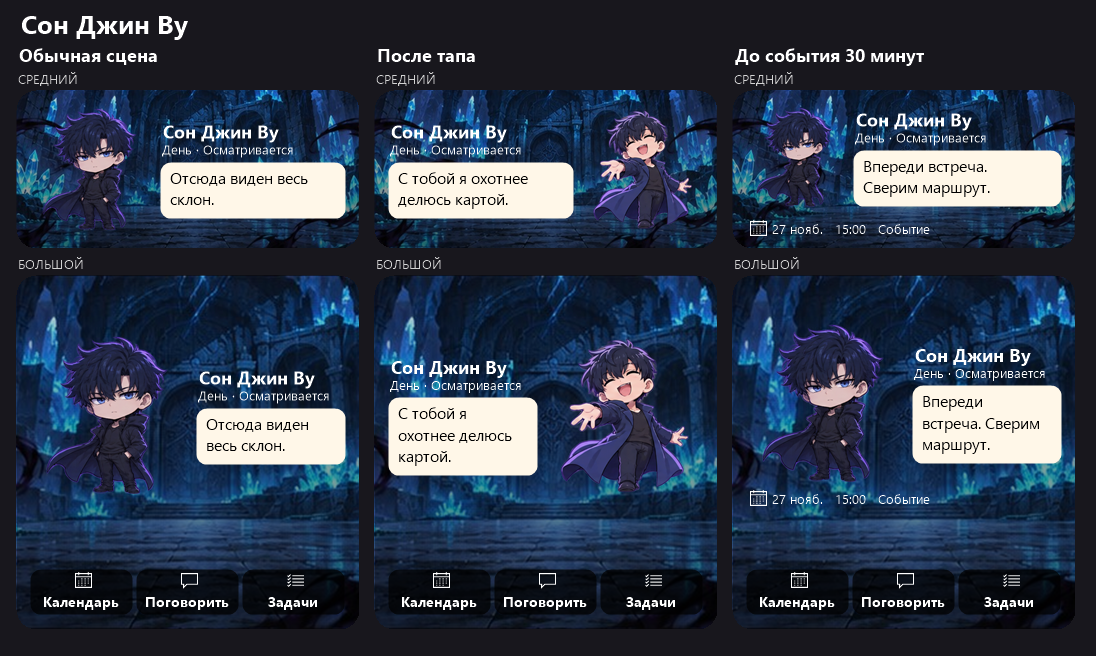 Сон Джин Ву
Обычная сцена
СРЕДНИЙ
Сон Джин Ву
День · Осматривается
Отсюда виден весь
склон.
БОЛЬШОЙ
Сон Джин Ву
День · Осматривается
Отсюда виден
весь склон.
Календарь
Поговорить
Задачи
После тапа
СРЕДНИЙ
Сон Джин Ву
День · Осматривается
С тобой я охотнее
делюсь картой.
БОЛЬШОЙ
Сон Джин Ву
День · Осматривается
С тобой я
охотнее делюсь
картой.
Календарь
Поговорить
Задачи
До события 30 минут
СРЕДНИЙ
Сон Джин Ву
День · Осматривается
Впереди встреча.
Сверим маршрут.
27 нояб. 15:00 Событие
БОЛЬШОЙ
Сон Джин Ву
День · Осматривается
Впереди
встреча. Сверим
маршрут.
27 нояб. 15:00 Событие
Календарь
Поговорить
Задачи